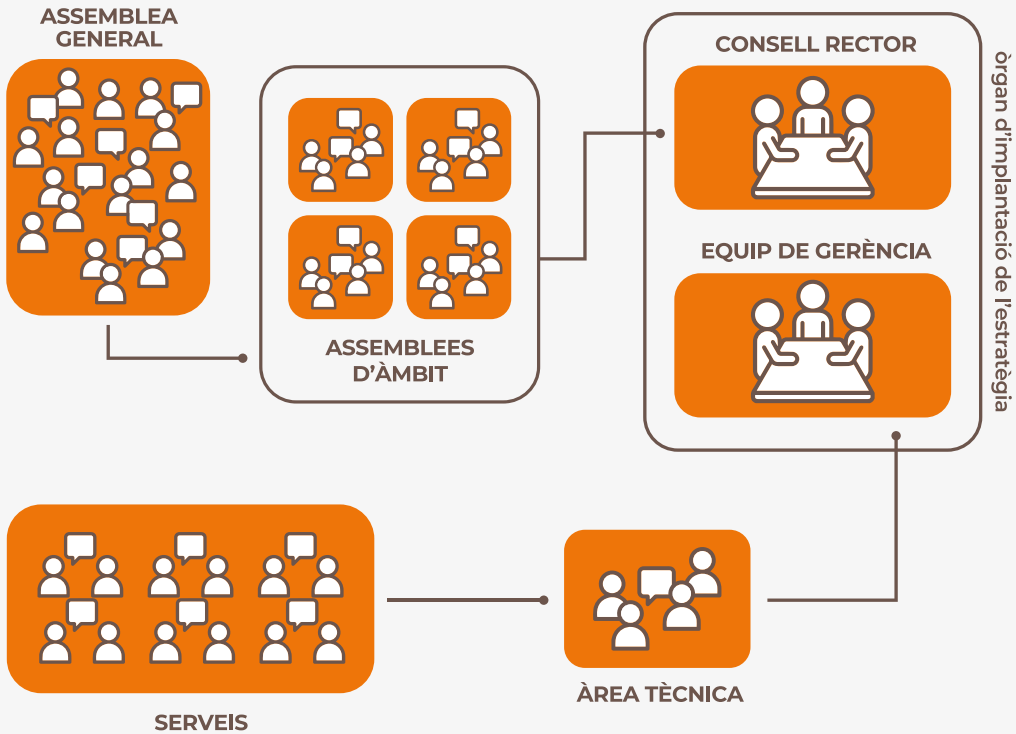 ASSEMBLEA
GENERAL
ASSEMBLEES
D'ÀMBIT
CONSELL RECTOR
EQUIP DE GERÈNCIA
òrgan d'implantació de l'estratègia
SERVEIS
ÀREA TÈCNICA